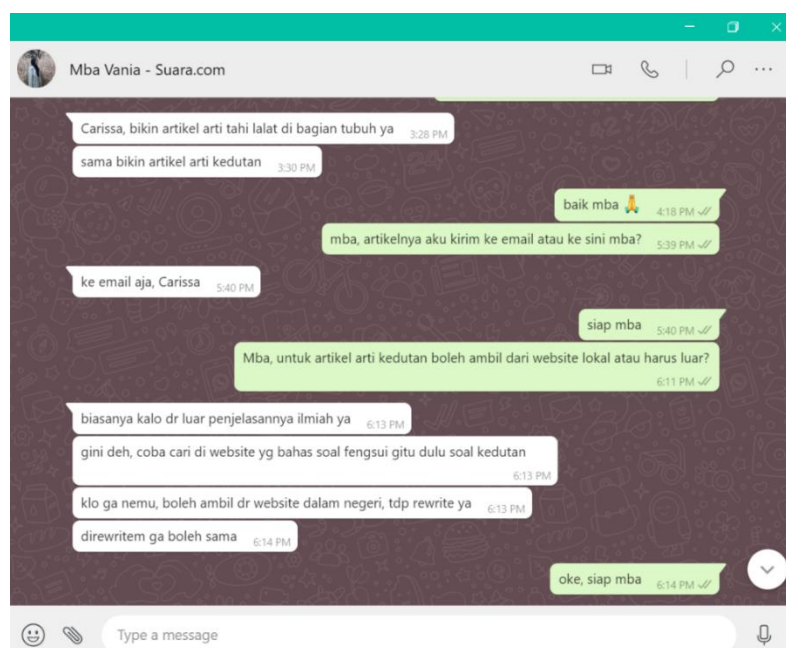 Mba Vania - Suara.com
Carissa, bikin artikel arti tahi lalat di bagian tubuh ya 3:28 PM
sama bikin artikel arti kedutan 3:30 PM
baik mba 🙏 4:18 PM
mba, artikelnya aku kirim ke email atau ke sini mba? 5:39 PM
ke email aja, Carissa 5:40 PM
siap mba 5:40 PM
Mba, untuk artikel arti kedutan boleh ambil dari website lokal atau harus luar?
6:11 PM
biasanya kalo dr luar penjelasannya ilmiah ya 6:13 PM
gini deh, coba cari di website yg bahas soal fengsui gitu dulu soal kedutan
6:13 PM
klo ga nemu, boleh ambil dr website dalam negeri, tdp rewrite ya 6:13 PM
direwritem ga boleh sama 6:14 PM
oke, siap mba 6:14 PM
Type a message